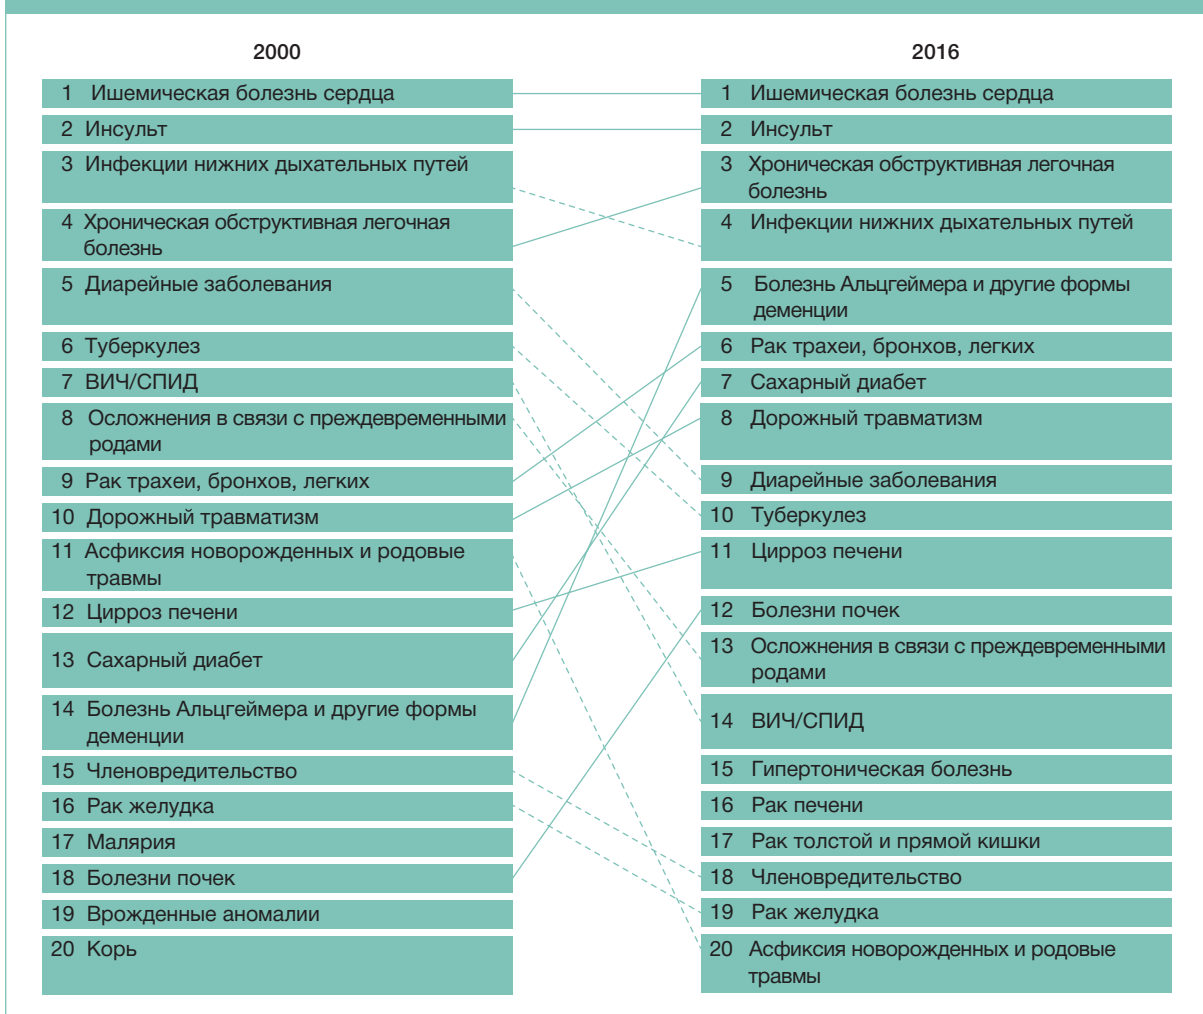 2000
1 Ишемическая болезнь сердца
2 Инсульт
3 Инфекции нижних дыхательных путей
4 Хроническая обструктивная легочная
болезнь
5 Диарейные заболевания
6 Туберкулез
7 ВИЧ/СПИД
8 Осложнения в связи с преждевременными
родами
9 Рак трахеи, бронхов, легких
10 Дорожный травматизм
11 Асфиксия новорожденных и родовые
травмы
12 Цирроз печени
13 Сахарный диабет
14 Болезнь Альцгеймера и другие формы
деменции
15 Членовредительство
16 Рак желудка
17 Малярия
18 Болезни почек
19 Врожденные аномалии
20 Корь
2016
1 Ишемическая болезнь сердца
2 Инсульт
3 Хроническая обструктивная легочная
болезнь
4 Инфекции нижних дыхательных путей
5 Болезнь Альцгеймера и другие формы
деменции
6 Рак трахеи, бронхов, легких
7 Сахарный диабет
8 Дорожный травматизм
9 Диарейные заболевания
10 Туберкулез
11 Цирроз печени
12 Болезни почек
13 Осложнения в связи с преждевременными
родами
14 ВИЧ/СПИД
15 Гипертоническая болезнь
16 Рак печени
17 Рак толстой и прямой кишки
18 Членовредительство
19 Рак желудка
20 Асфиксия новорожденных и родовые
травмы